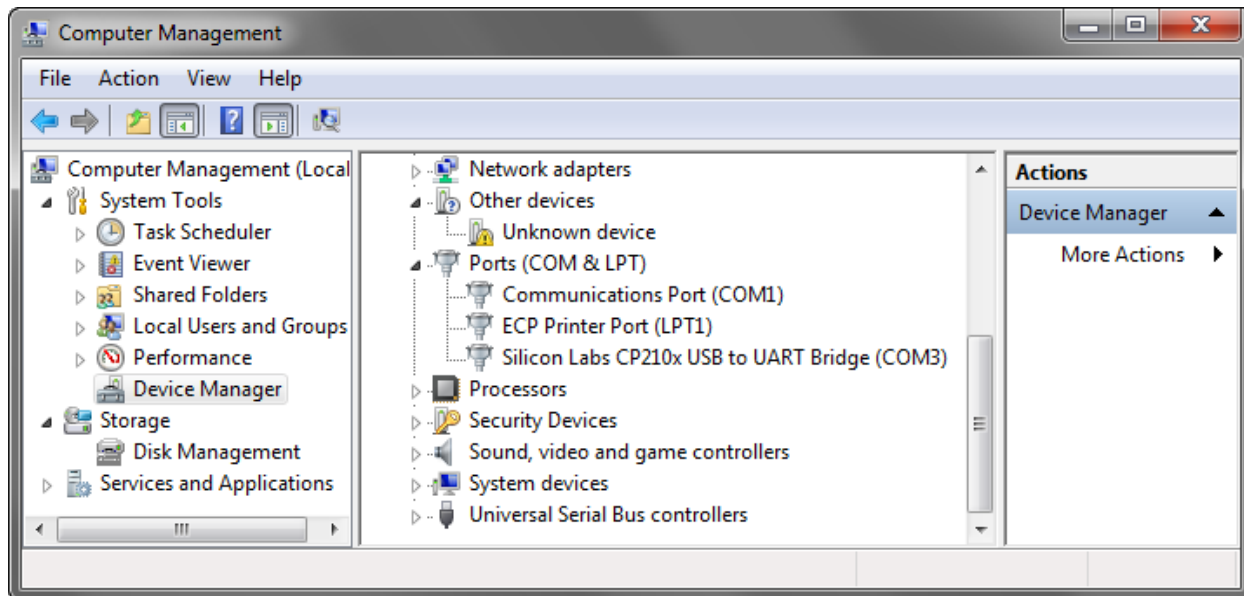 Computer Management
File Action View Help
Computer Management (Local
System Tools
Task Scheduler
Event Viewer
Shared Folders
Local Users and Groups
Performance
Device Manager
Storage
Disk Management
Services and Applications
Network adapters
Other devices
Unknown device
Ports (COM & LPT)
Communications Port (COM1)
ECP Printer Port (LPT1)
Silicon Labs CP210x USB to UART Bridge (COM3)
Processors
Security Devices
Sound, video and game controllers
System devices
Universal Serial Bus controllers
Actions
Device Manager
More Actions